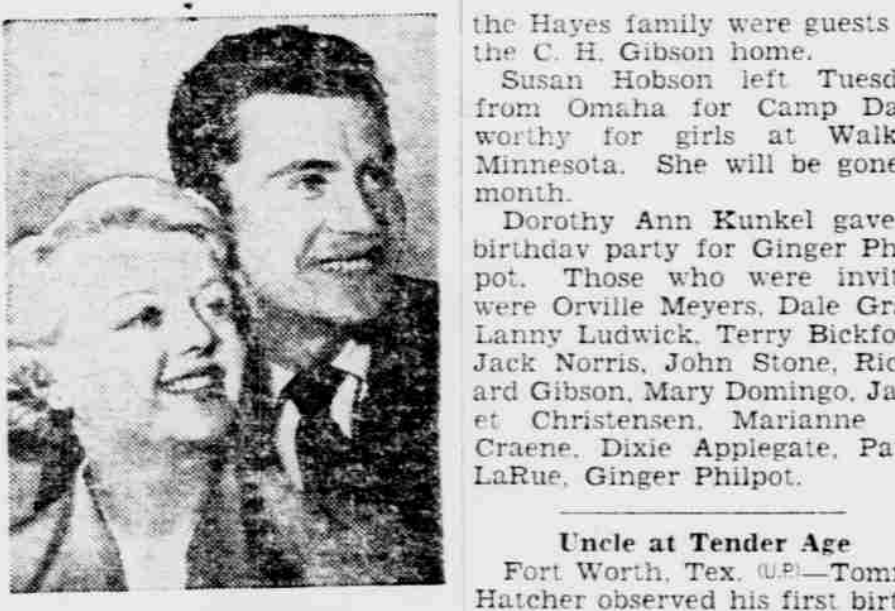 the Hayes family were guests
the C. H. Gibson home.
Susan Hobson left Tuesd
from Omaha for Camp Da
worthy for girls at Walk
Minnesota. She will be gone
month.
Dorothy Ann Kunkel gave
birthday party for Ginger Ph
pot. Those who were invit
were Orville Meyers, Dale Gr
Lanny Ludwick, Terry Bickfo
Jack Norris, John Stone, Ric
ard Gibson, Mary Domingo, Ja
et Christensen, Marianne
Craene, Dixie Applegate, Pa
LaRue, Ginger Philpot.
Uncle at Tender Age
Fort Worth, Tex. (U.P.)—Tom
Hatcher observed his first birt